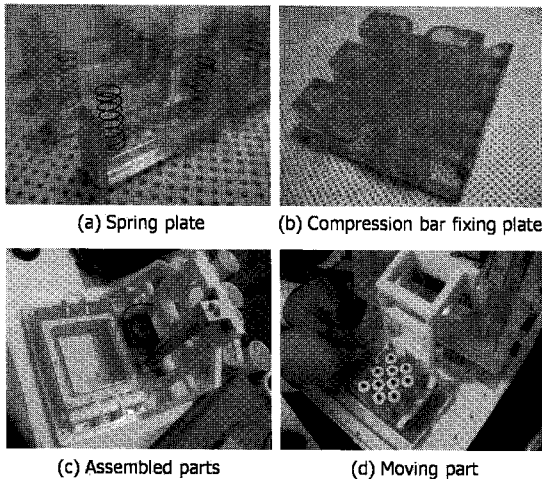 (a) Spring plate
(b) Compression bar fixing plate
(c) Assembled parts
(d) Moving part